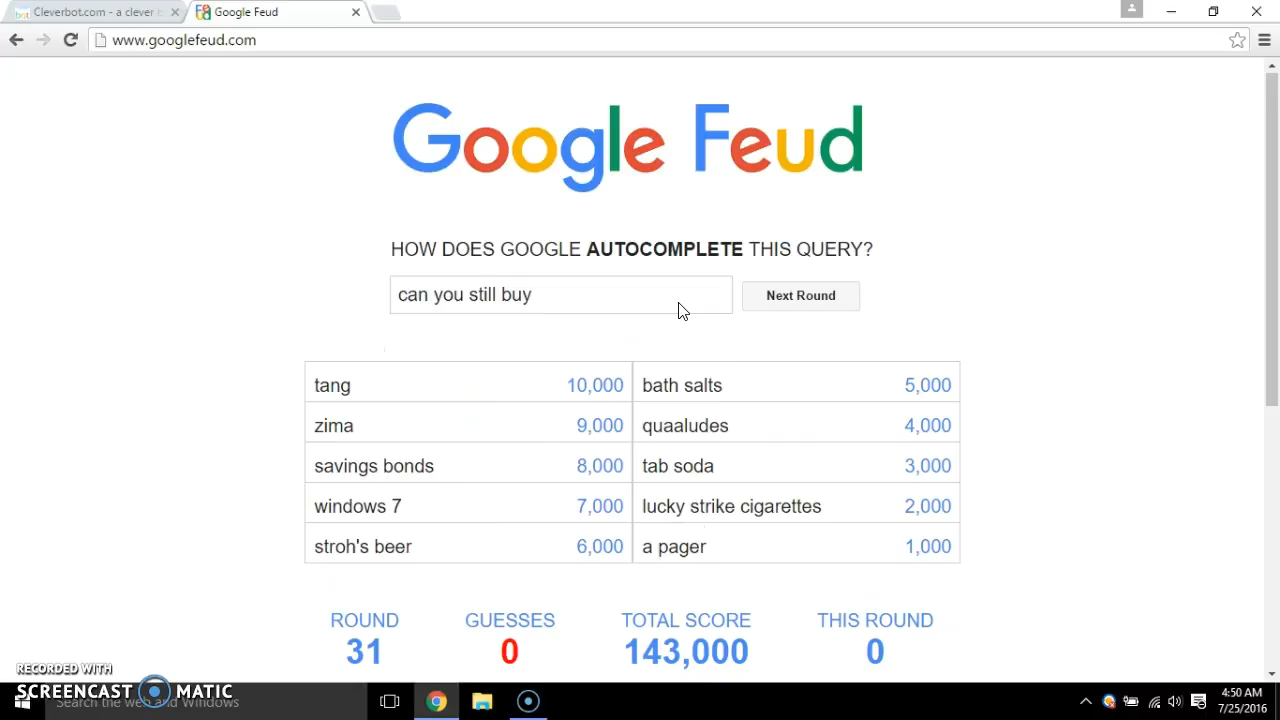 Cleverbot.com - a clever b
Google Feud
www.googlefeud.com
Google Feud
HOW DOES GOOGLE AUTOCOMPLETE THIS QUERY?
can you still buy
Next Round
tang 10,000 bath salts 5,000
zima 9,000 quaaludes 4,000
savings bonds 8,000 tab soda 3,000
windows 7 7,000 lucky strike cigarettes 2,000
stroh's beer 6,000 a pager 1,000
ROUND GUESSES TOTAL SCORE THIS ROUND
31 0 143,000 0
RECORDED WITH
SCREENCAST MATIC
Search the web and Windows
4:50 AM
7/25/2016